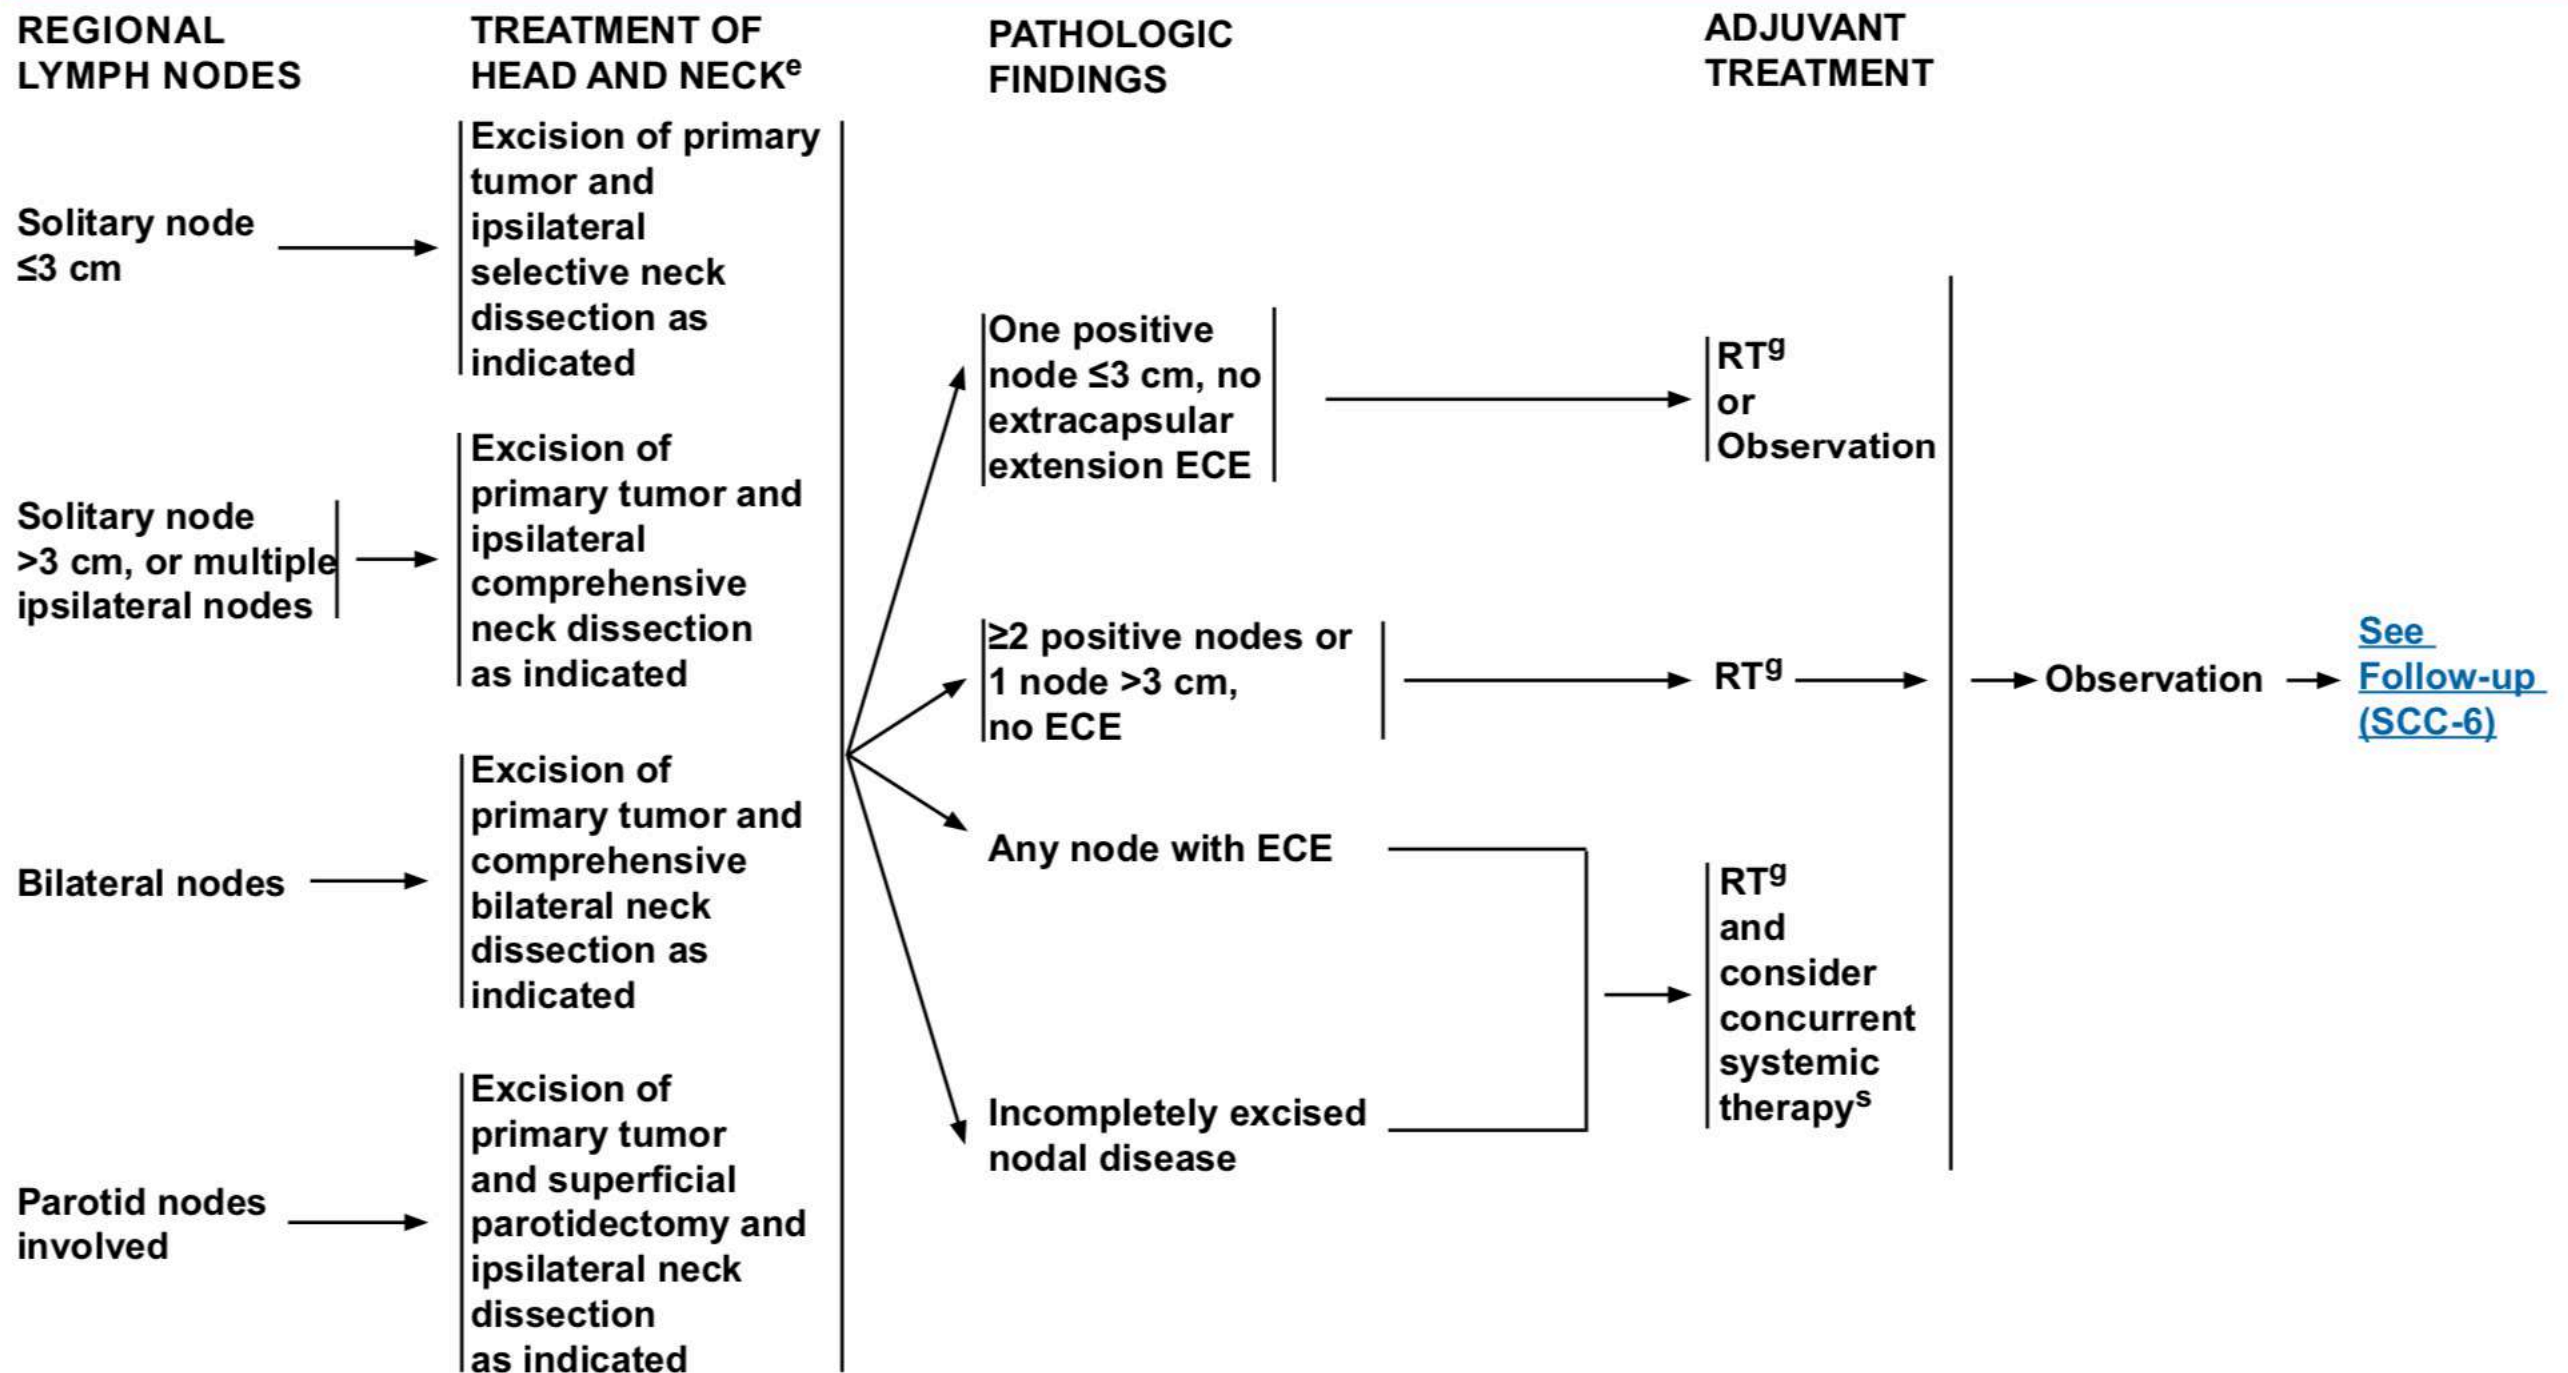 REGIONAL
LYMPH NODES
TREATMENT OF
HEAD AND NECKe
PATHOLOGIC
FINDINGS
ADJUVANT
TREATMENT
Solitary node
≤3 cm
Excision of primary
tumor and
ipsilateral
selective neck
dissection as
indicated
Solitary node
>3 cm, or multiple
ipsilateral nodes
Excision of
primary tumor and
ipsilateral
comprehensive
neck dissection
as indicated
Bilateral nodes
Excision of
primary tumor and
comprehensive
bilateral neck
dissection as
indicated
Parotid nodes
involved
Excision of
primary tumor
and superficial
parotidectomy and
ipsilateral neck
dissection
as indicated
One positive
node ≤3 cm, no
extracapsular
extension ECE
RTg
or
Observation
≥2 positive nodes or
1 node >3 cm,
no ECE
RTg
Any node with ECE
Incompletely excised
nodal disease
RTg
and
consider
concurrent
systemic
therapys
Observation
See
Follow-up
(SCC-6)